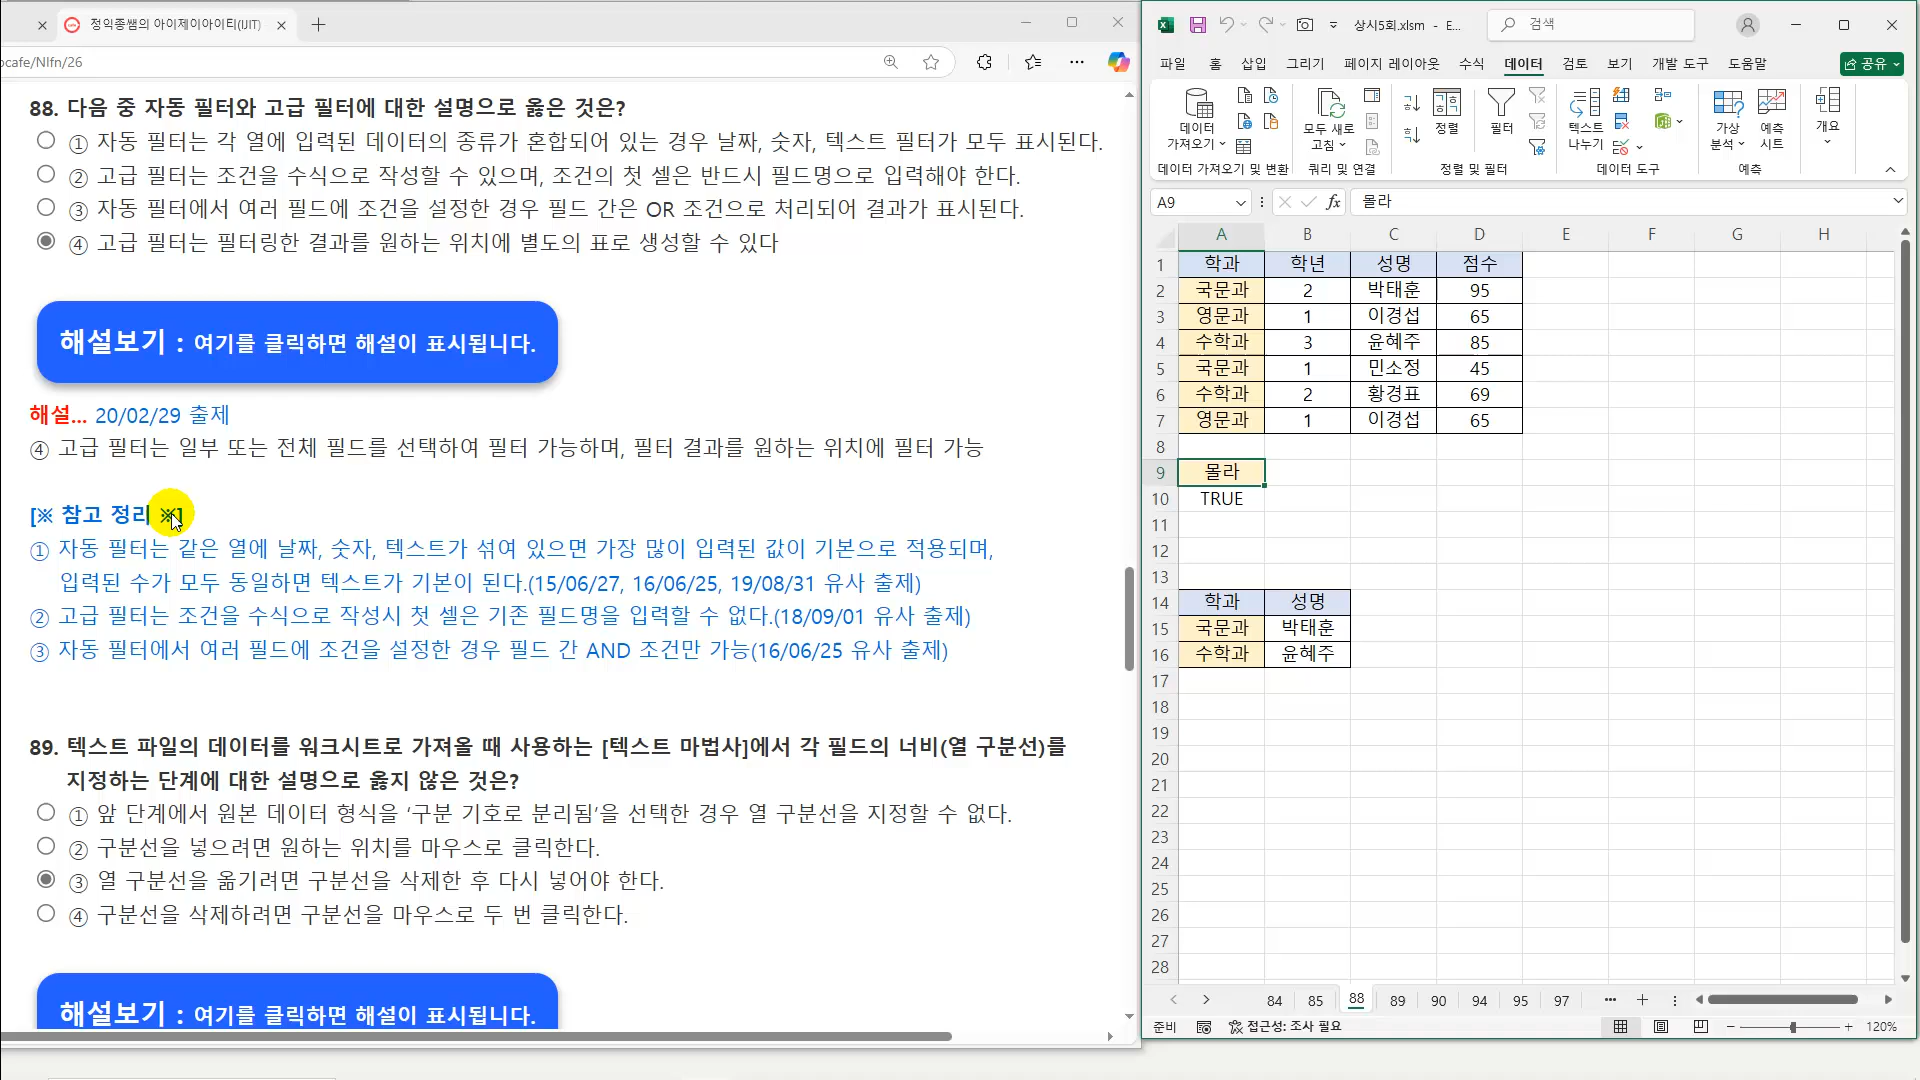 정익종쌤의 아이제이아이티(IJIT)
ocafe/NIfn/26
88. 다음 중 자동 필터와 고급 필터에 대한 설명으로 옳은 것은?
① 자동 필터는 각 열에 입력된 데이터의 종류가 혼합되어 있는 경우 날짜, 숫자, 텍스트 필터가 모두 표시된다.
② 고급 필터는 조건을 수식으로 작성할 수 있으며, 조건의 첫 셀은 반드시 필드명으로 입력해야 한다.
③ 자동 필터에서 여러 필드에 조건을 설정한 경우 필드 간은 OR 조건으로 처리되어 결과가 표시된다.
④ 고급 필터는 필터링한 결과를 원하는 위치에 별도의 표로 생성할 수 있다
해설보기 : 여기를 클릭하면 해설이 표시됩니다.
해설... 20/02/29 출제
④ 고급 필터는 일부 또는 전체 필드를 선택하여 필터 가능하며, 필터 결과를 원하는 위치에 필터 가능
[※ 참고 정리 ※]
① 자동 필터는 같은 열에 날짜, 숫자, 텍스트가 섞여 있으면 가장 많이 입력된 값이 기본으로 적용되며,
입력된 수가 모두 동일하면 텍스트가 기본이 된다.(15/06/27, 16/06/25, 19/08/31 유사 출제)
② 고급 필터는 조건을 수식으로 작성시 첫 셀은 기존 필드명을 입력할 수 없다.(18/09/01 유사 출제)
③ 자동 필터에서 여러 필드에 조건을 설정한 경우 필드 간 AND 조건만 가능(16/06/25 유사 출제)
89. 텍스트 파일의 데이터를 워크시트로 가져올 때 사용하는 [텍스트 마법사]에서 각 필드의 너비(열 구분선)를
지정하는 단계에 대한 설명으로 옳지 않은 것은?
① 앞 단계에서 원본 데이터 형식을 ‘구분 기호로 분리됨’을 선택한 경우 열 구분선을 지정할 수 없다.
② 구분선을 넣으려면 원하는 위치를 마우스로 클릭한다.
③ 열 구분선을 옮기려면 구분선을 삭제한 후 다시 넣어야 한다.
④ 구분선을 삭제하려면 구분선을 마우스로 두 번 클릭한다.
해설보기 : 여기를 클릭하면 해설이 표시됩니다.
상시5회.xlsm - E...
검색
파일 홈 삽입 그리기 페이지 레이아웃 수식 데이터 검토 보기 개발 도구 도움말 공유
데이터 가져오기 모두 새로 고침 정렬 필터 텍스트 나누기 가상 분석 예측 시트 개요
데이터 가져오기 및 변환 쿼리 및 연결 정렬 및 필터 데이터 도구 예측
A9 fx 몰라
A B C D E F G H
1 학과 학년 성명 점수
2 국문과 2 박태훈 95
3 영문과 1 이경섭 65
4 수학과 3 윤혜주 85
5 국문과 1 민소정 45
6 수학과 2 황경표 69
7 영문과 1 이경섭 65
8
9 몰라
10 TRUE
11
12
13
14 학과 성명
15 국문과 박태훈
16 수학과 윤혜주
17
18
19
20
21
22
23
24
25
26
27
28
84 85 88 89 90 94 95 97 ...
준비 접근성: 조사 필요 120%